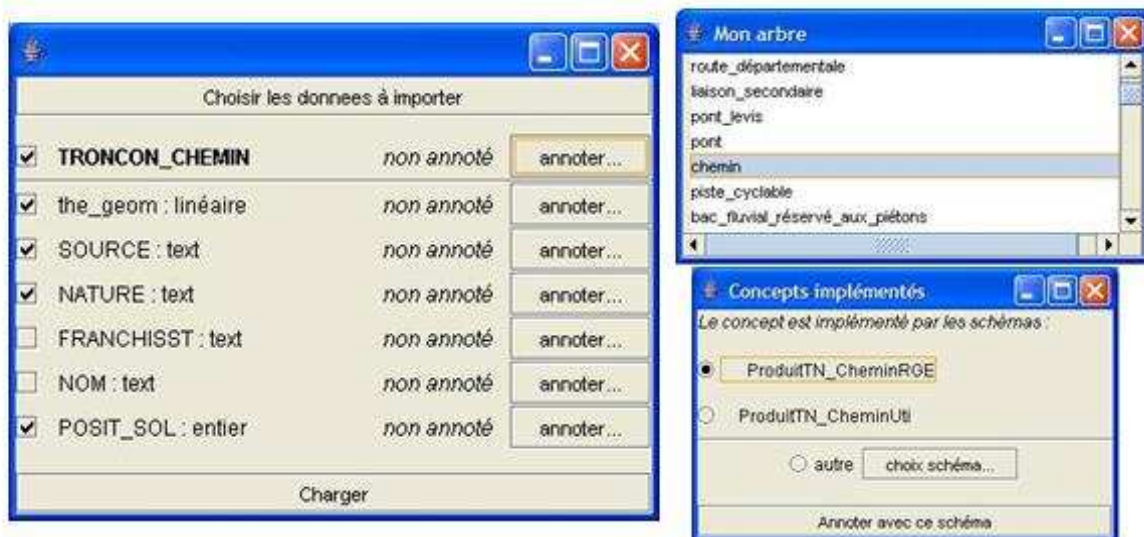 Choisir les donnees à importer
TRONCON_CHEMIN non annoté annoter...
the_geom : linéaire non annoté annoter...
SOURCE : text non annoté annoter...
NATURE : text non annoté annoter...
FRANCHISST : text non annoté annoter...
NOM : text non annoté annoter...
POSIT_SOL : entier non annoté annoter...
Charger
Mon arbre
route_départementale
liaison_secondaire
pont_levis
pont
chemin
piste_cyclable
bac_fluvial_réservé_aux_piétons
Concepts implémentés
Le concept est implémenté par les schémas :
ProduitTN_CheminRGE
ProduitTN_CheminUti
autre choix schéma...
Annoter avec ce schéma